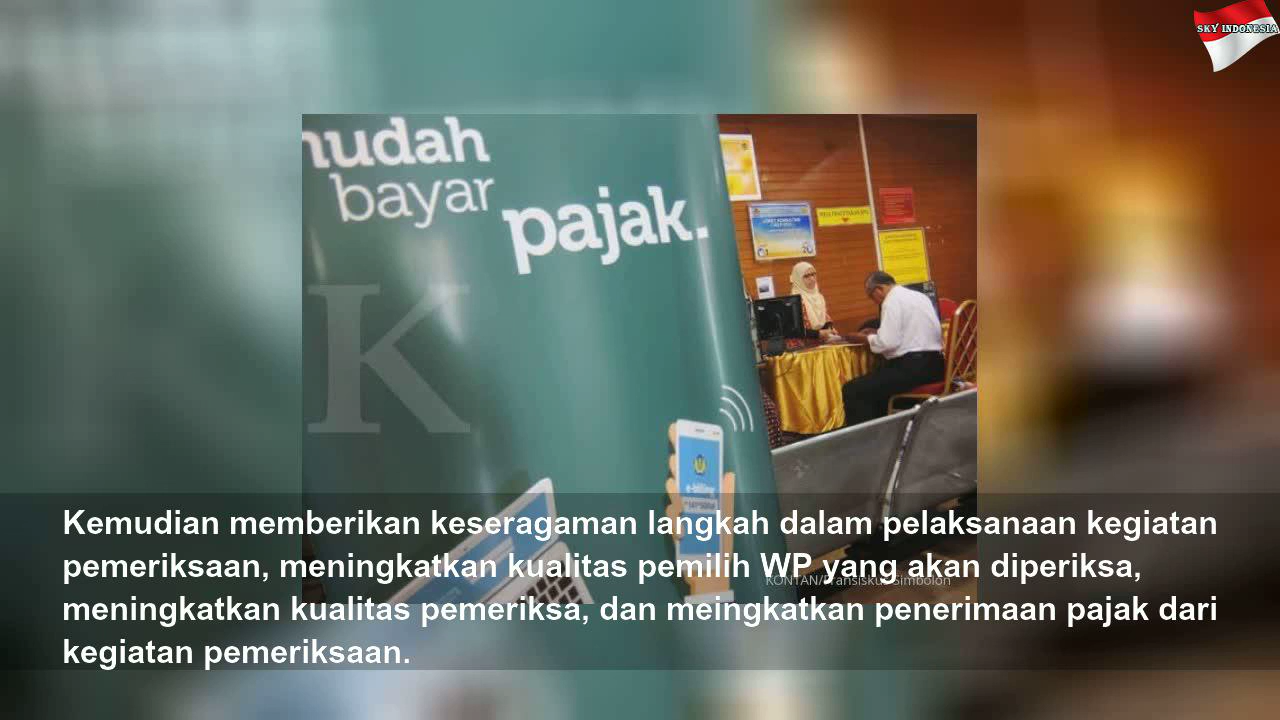 SKY INDONESIA
mudah
bayar
pajak.
K
e-billing
KONTAN/Fransiskus Simbolon
Kemudian memberikan keseragaman langkah dalam pelaksanaan kegiatan
pemeriksaan, meningkatkan kualitas pemilih WP yang akan diperiksa,
meningkatkan kualitas pemeriksa, dan meingkatkan penerimaan pajak dari
kegiatan pemeriksaan.